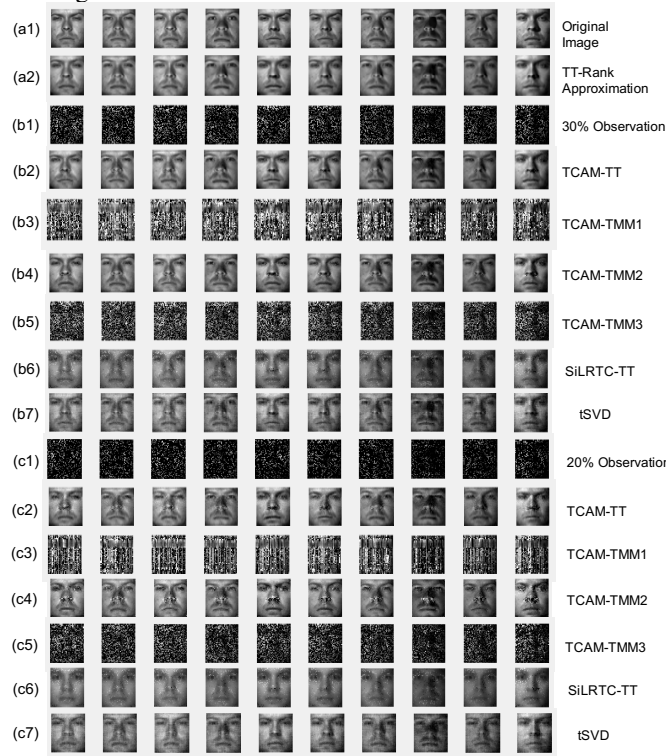 (a1) Original
Image
(a2) TT-Rank
Approximation
(b1) 30% Observation
(b2) TCAM-TT
(b3) TCAM-TMM1
(b4) TCAM-TMM2
(b5) TCAM-TMM3
(b6) SiLRTC-TT
(b7) tSVD
(c1) 20% Observation
(c2) TCAM-TT
(c3) TCAM-TMM1
(c4) TCAM-TMM2
(c5) TCAM-TMM3
(c6) SiLRTC-TT
(c7) tSVD